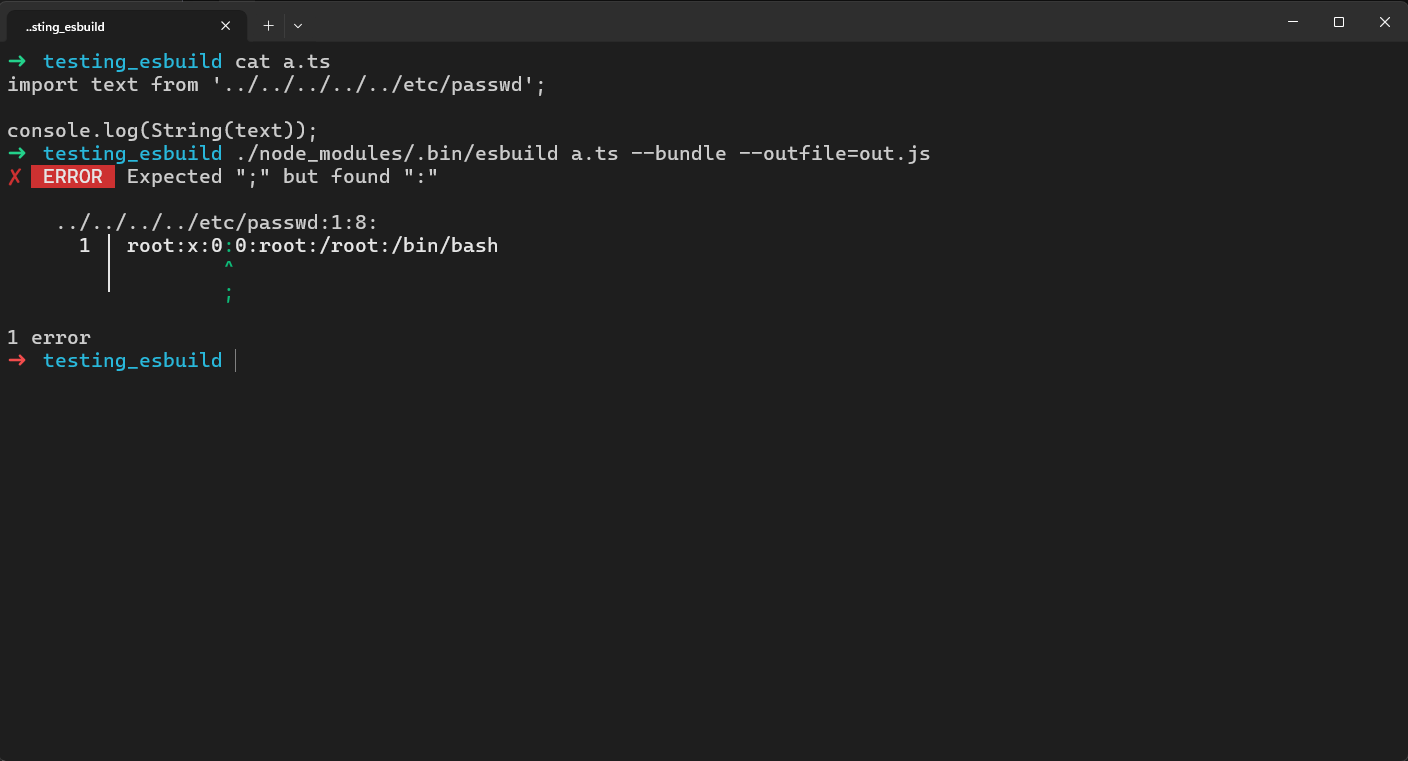 ..sting_esbuild
➜ testing_esbuild cat a.ts
import text from '../../../../../etc/passwd';
console.log(String(text));
➜ testing_esbuild ./node_modules/.bin/esbuild a.ts --bundle --outfile=out.js
✗ ERROR Expected ";" but found ":"
../../../../etc/passwd:1:8:
1 │ root:x:0:0:root:/root:/bin/bash
│ ^
;
1 error
➜ testing_esbuild